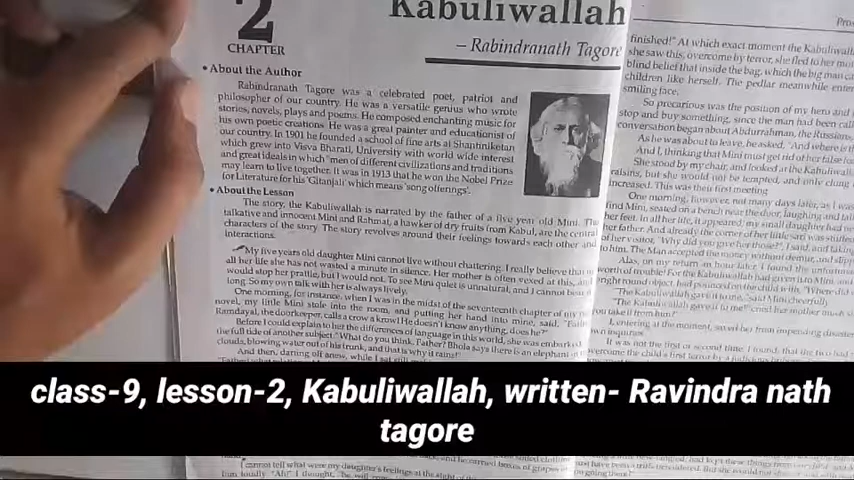 2
CHAPTER
Kabuliwallah
– Rabindranath Tagore
• About the Author
Rabindranath Tagore was a celebrated poet, patriot and
philosopher of our country. He was a versatile genius who wrote
stories, novels, plays and poems. He composed enchanting music for
his own poetic creations. He was a great painter and educationist of
our country. In 1901 he founded a school of fine arts at Shantiniketan
which grew into Visva Bharati, University with world wide interest
and great ideals in which "men of different civilizations and traditions
may learn to live together. It was in 1913 that he won the Nobel Prize
for Literature for his 'Gitanjali' which means 'song offerings'.
• About the Lesson
The story, the Kabuliwallah is narrated by the father of a five year old Mini. The
talkative and innocent Mini and Rahmat, a hawker of dry fruits from Kabul, are the central
characters of the story. The story revolves around their feelings towards each other and
interactions.
My five years old daughter Mini cannot live without chattering. I really believe that in
all her life she has not wasted a minute in silence. Her mother is often vexed at this, and
would stop her prattle, but I would not. To see Mini quiet is unnatural, and I cannot bear it
long. So my own talk with her is always lively.
One morning, for instance, when I was in the midst of the seventeenth chapter of my
novel, my little Mini stole into the room, and putting her hand into mine, said, "Father
Ramdayal, the doorkeeper, calls a crow a krow! He doesn't know anything, does he?"
Before I could explain to her the differences of language in this world, she was embarked
the full tide of another subject. "What do you think, Father? Bhola says there is an elephant in
clouds, blowing water out of his trunk, and that is why it rains!"
And then, darting off anew, while I sat still
I cannot tell what were my daughter's feelings at the sight of
him loudly. "Ah!" I thought, "he will come
finished!" At which exact moment the Kabuliwall
she saw this, overcome by terror, she fled to her mo
blind belief that inside the bag, which the big man ca
children like herself. The pedlar meanwhile enter
smiling face.
So precarious was the position of my hero and
stop and buy something, since the man had been call
conversation began about Abdurrahman, the Russians,
As he was about to leave, he asked, "And where is th
And I, thinking that Mini must get rid of her false fe
She stood by my chair, and looked at the Kabuliwall
raisins, but she would not be tempted, and only clung
increased. This was their first meeting
One morning, however, not many days later, as I was
find Mini, seated on a bench near the door, laughing and tal
her feet. In all her life, it appeared, my small daughter had ne
her father. And already the corner of her little sari was stuffed
of her visitor, "Why did you give her those?", I said, and taking
to him. The Man accepted the money without demur, and slipp
Alas, on my return an hour later, I found the unfortunat
worth of trouble! For the Kabuliwallah had given it to Mini, and
bright round object, had pounced on the child with, "Where did
"The Kabuliwallah gave it to me," said Mini cheerfully.
"The Kabuliwallah gave it to me!" cried her mother much sh
you take it from him!"
I, entering at the moment, saved her from impending disaster
own inquiries.
It was not the first or second time, I found, that the two had
overcome the child's first terror by a judicious
class-9, lesson-2, Kabuliwallah, written- Ravindra nath
tagore